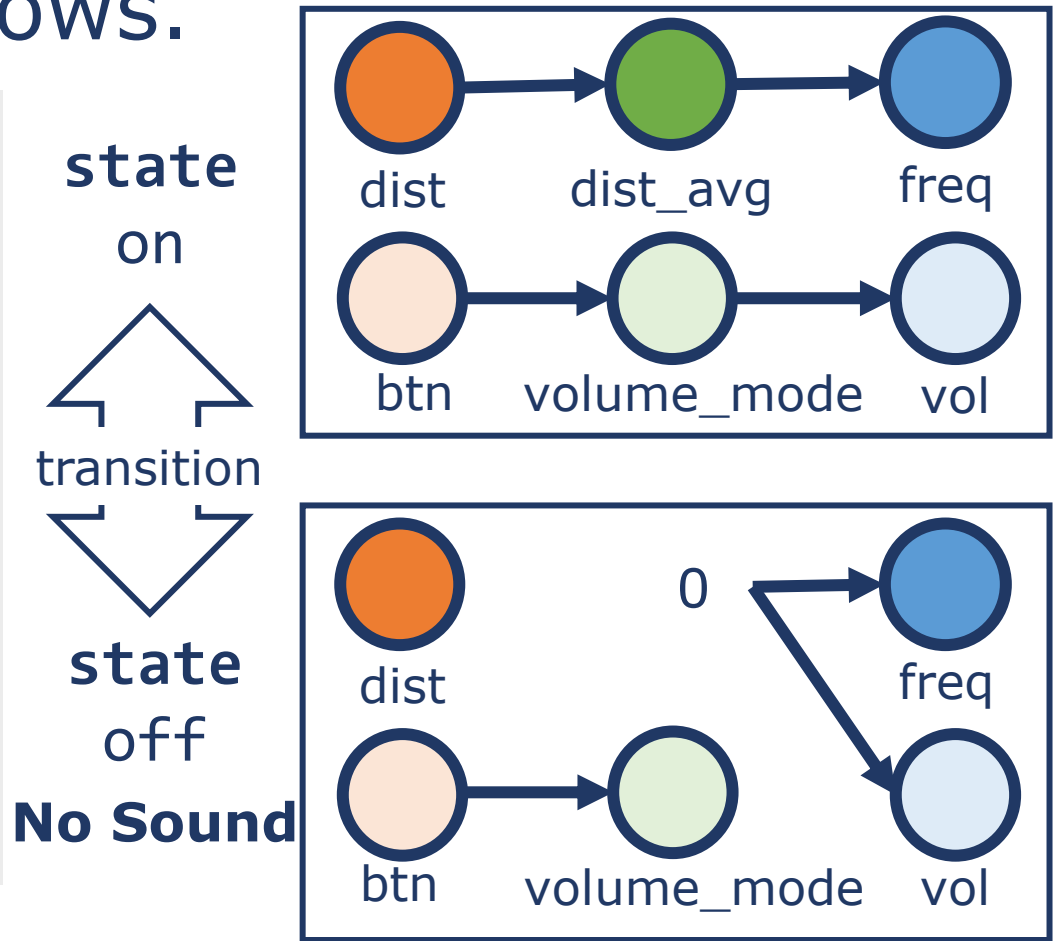 ows.
state
on
transition
state
off
No Sound
dist dist_avg freq
btn volume_mode vol
0
dist freq
btn volume_mode vol